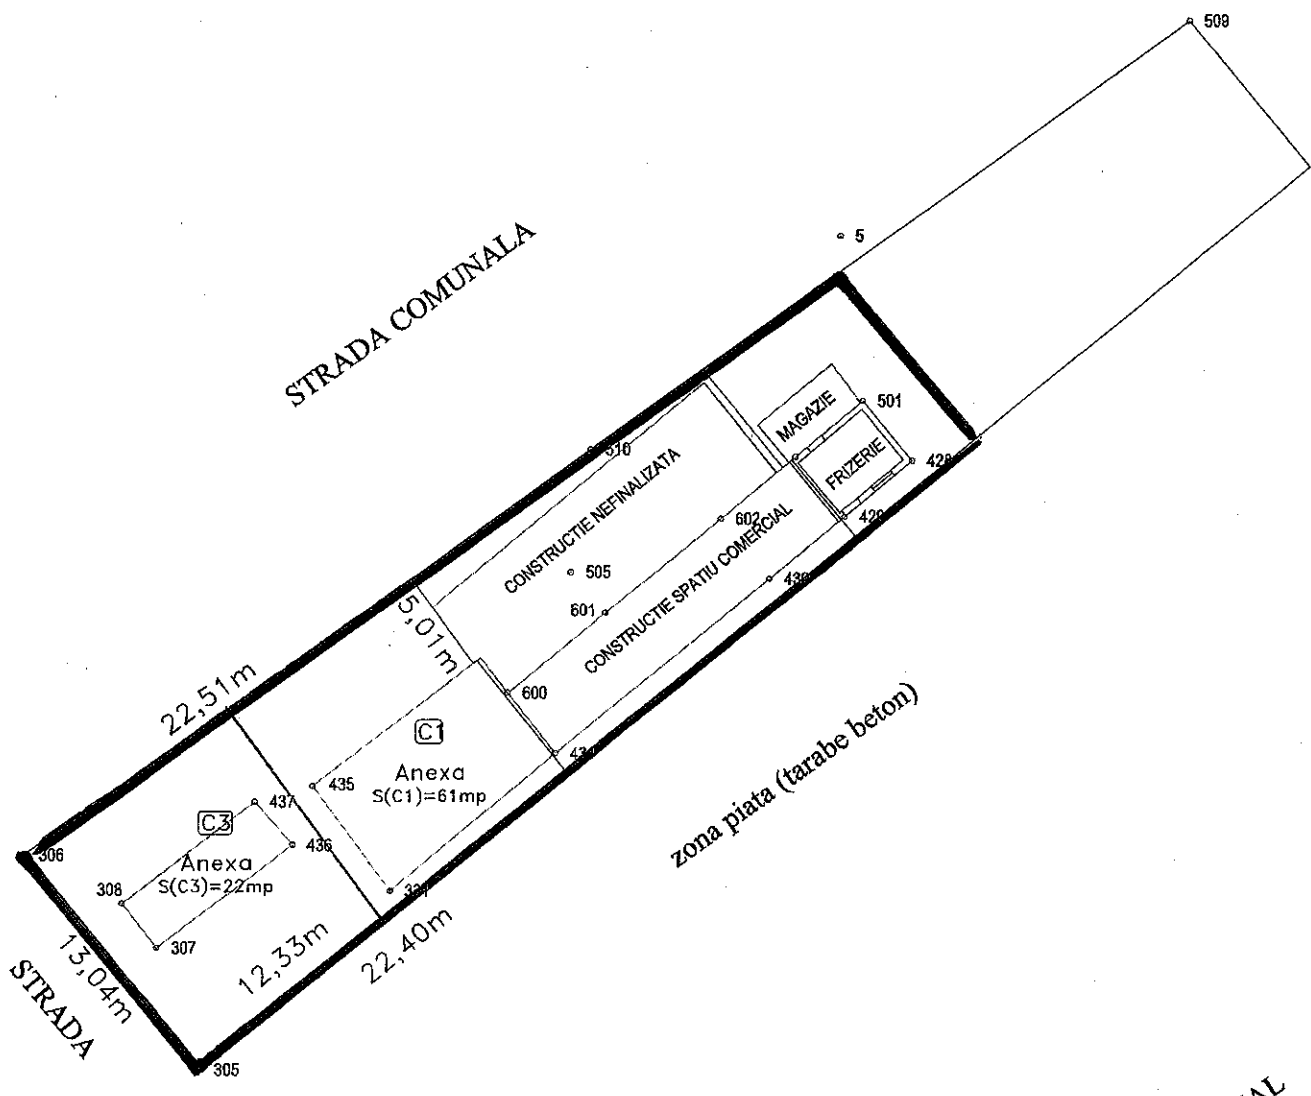 509
5
STRADA COMUNALA
MAGAZIE
501
FRIZERIE
428
429
510
CONSTRUCTIE NEFINALIZATA
602
CONSTRUCTIE SPATIU COMERCIAL
430
505
601
5,01m
600
22,51m
C1
Anexa
S(C1)=61mp
435
437
C3
436
Anexa
S(C3)=22mp
306
308
307
12,33m
22,40m
zona piata (tarabe beton)
13,04m
STRADA
305